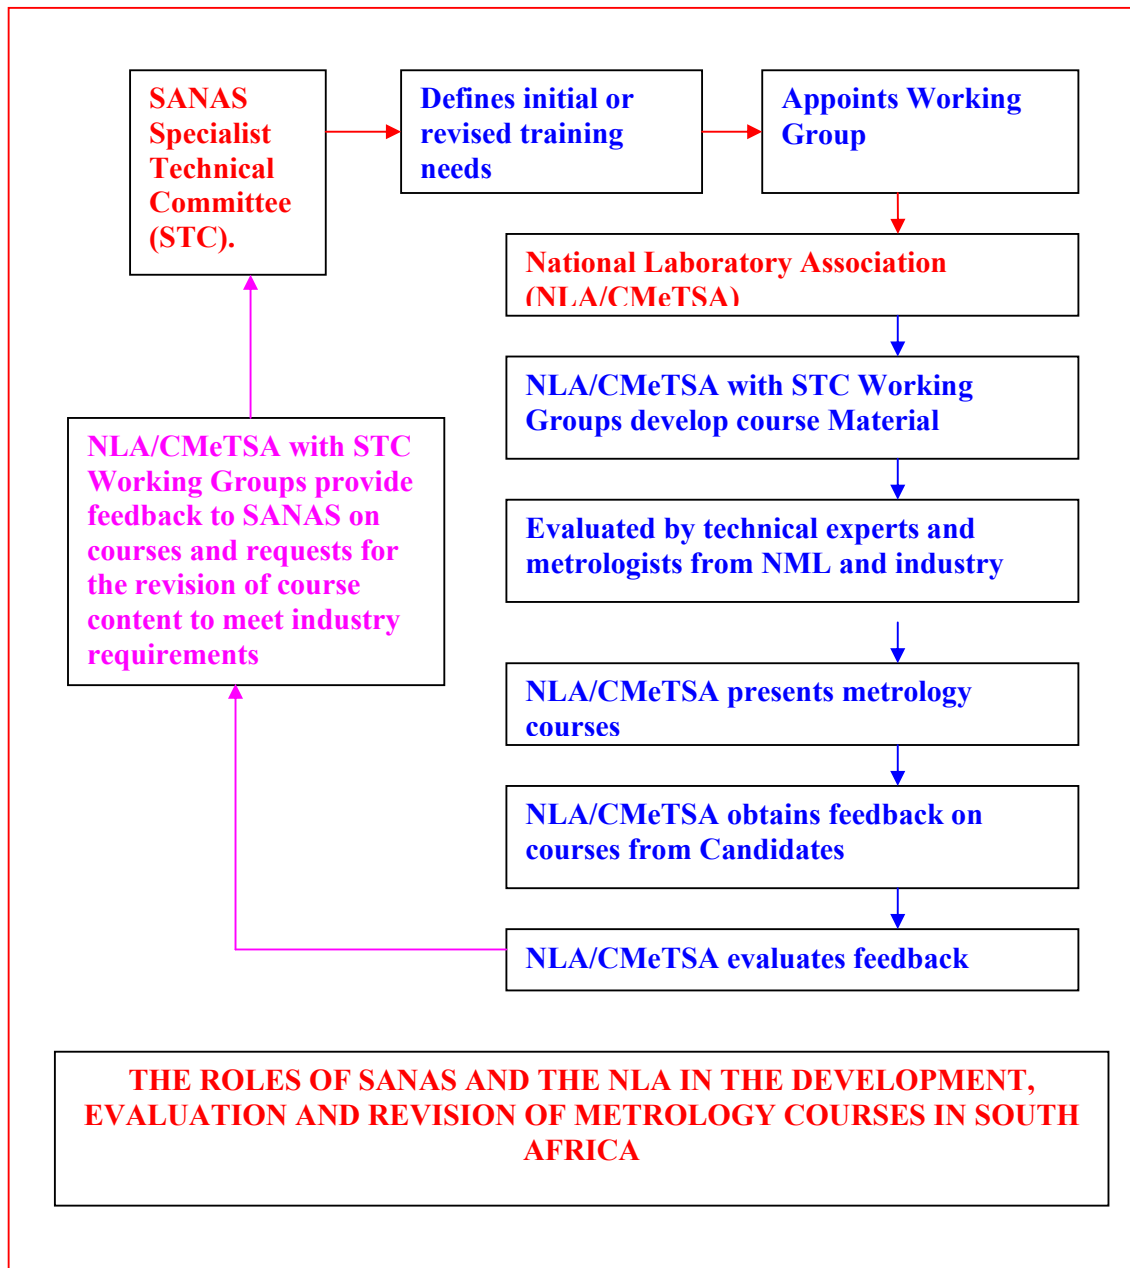 SANAS
Specialist
Technical
Committee
(STC).
Defines initial or
revised training
needs
Appoints Working
Group
National Laboratory Association
(NLA/CMeTSA)
NLA/CMeTSA with STC Working
Groups develop course Material
Evaluated by technical experts and
metrologists from NML and industry
NLA/CMeTSA presents metrology
courses
NLA/CMeTSA obtains feedback on
courses from Candidates
NLA/CMeTSA evaluates feedback
NLA/CMeTSA with STC
Working Groups provide
feedback to SANAS on
courses and requests for
the revision of course
content to meet industry
requirements
THE ROLES OF SANAS AND THE NLA IN THE DEVELOPMENT,
EVALUATION AND REVISION OF METROLOGY COURSES IN SOUTH
AFRICA